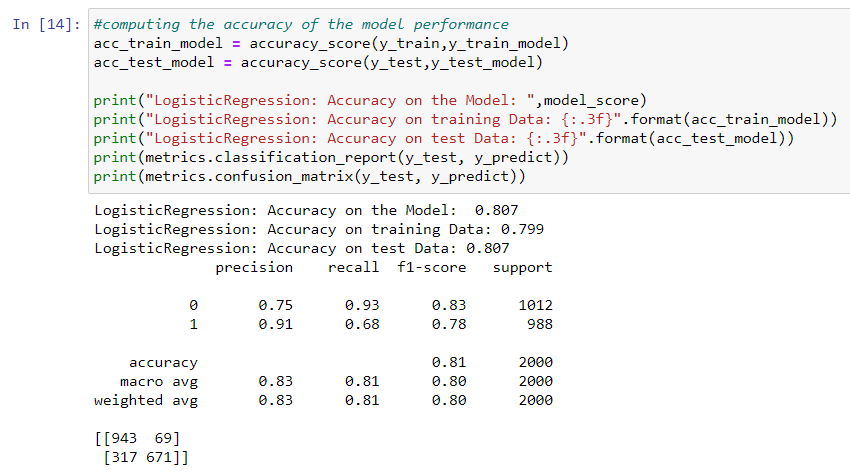 In [14]: #computing the accuracy of the model performance
acc_train_model = accuracy_score(y_train,y_train_model)
acc_test_model = accuracy_score(y_test,y_test_model)
print("LogisticRegression: Accuracy on the Model: ",model_score)
print("LogisticRegression: Accuracy on training Data: {:.3f}".format(acc_train_model))
print("LogisticRegression: Accuracy on test Data: {:.3f}".format(acc_test_model))
print(metrics.classification_report(y_test, y_predict))
print(metrics.confusion_matrix(y_test, y_predict))
LogisticRegression: Accuracy on the Model:  0.807
LogisticRegression: Accuracy on training Data: 0.799
LogisticRegression: Accuracy on test Data: 0.807
precision recall f1-score support
0 0.75 0.93 0.83 1012
1 0.91 0.68 0.78 988
accuracy 0.81 2000
macro avg 0.83 0.81 0.80 2000
weighted avg 0.83 0.81 0.80 2000
[[943  69]
[317 671]]